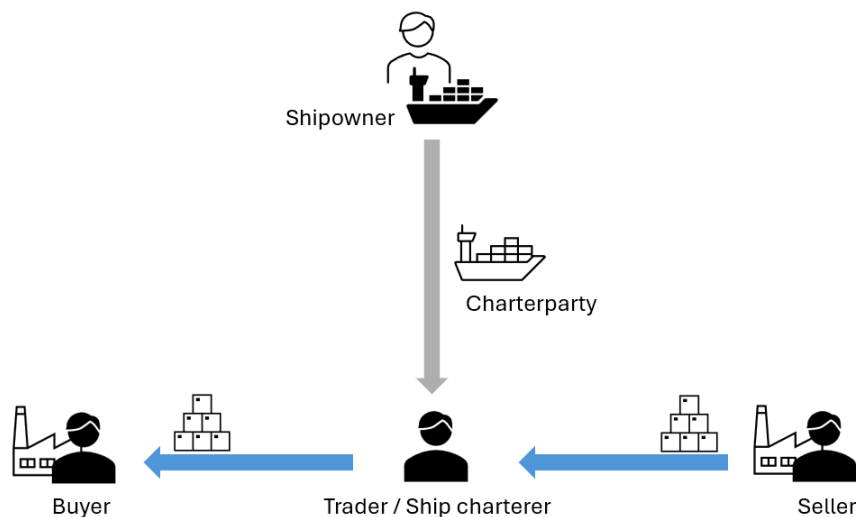 Shipowner
Charterparty
Buyer
Trader / Ship charterer
Seller